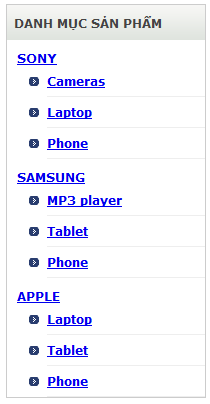 DANH MỤC SẢN PHẨM
SONY
Cameras
Laptop
Phone
SAMSUNG
MP3 player
Tablet
Phone
APPLE
Laptop
Tablet
Phone